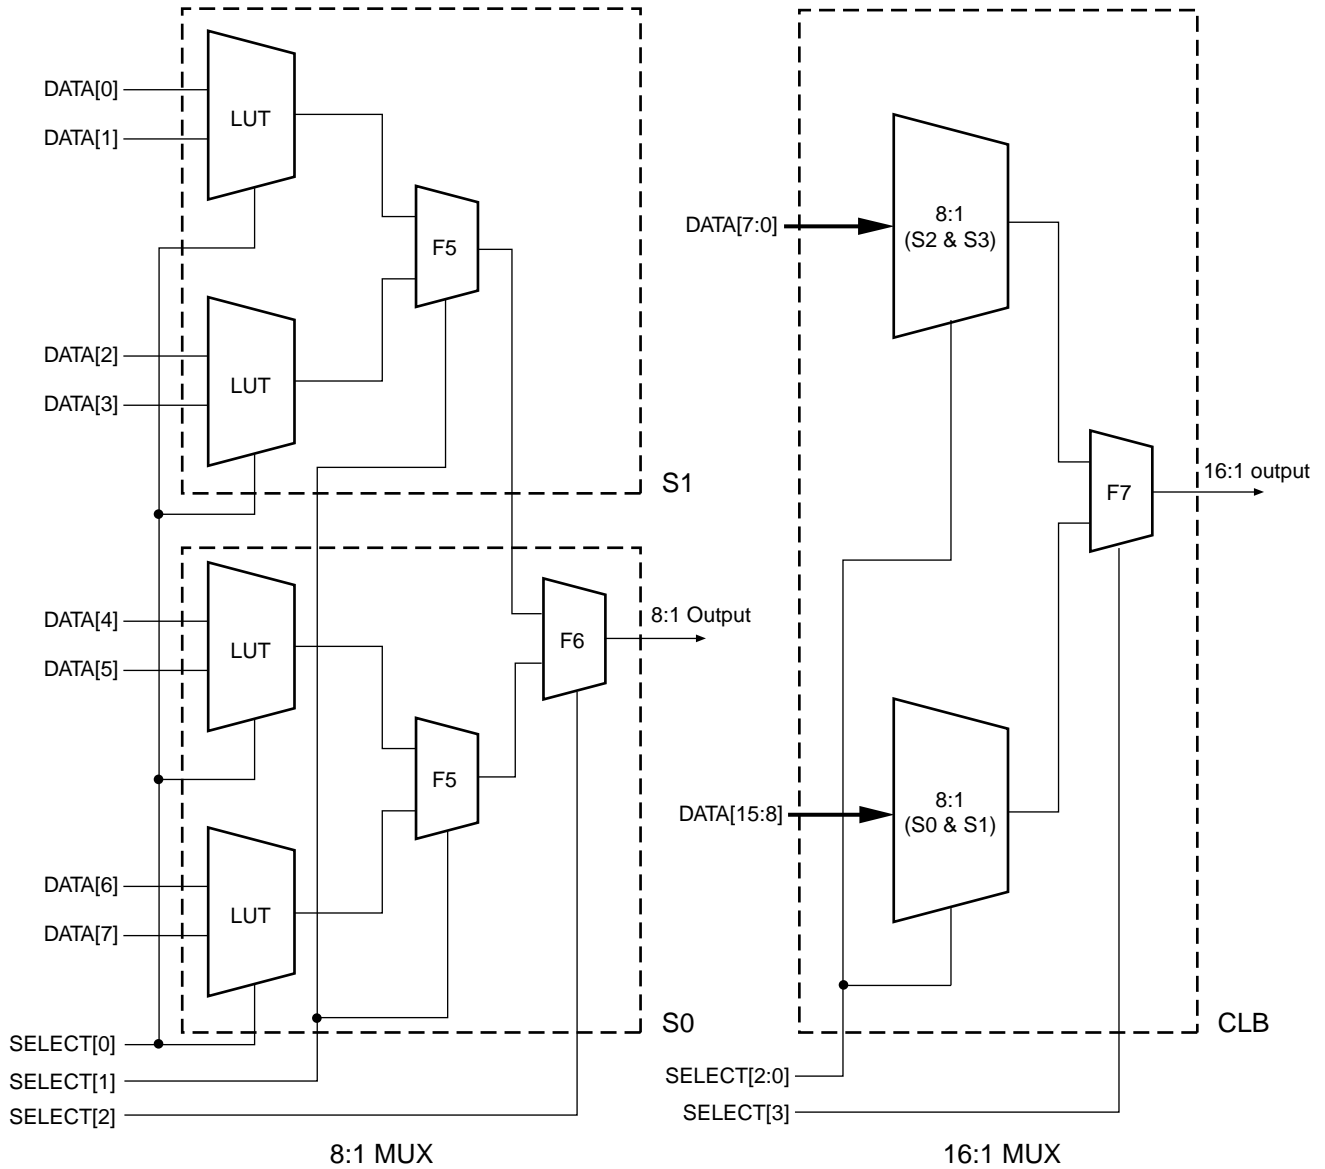 DATA[0]
DATA[1]
LUT
F5
DATA[2]
DATA[3]
LUT
S1
DATA[4]
DATA[5]
LUT
F6
8:1 Output
F5
DATA[6]
DATA[7]
LUT
S0
SELECT[0]
SELECT[1]
SELECT[2]
8:1 MUX
DATA[7:0]
8:1
(S2 & S3)
F7
16:1 output
DATA[15:8]
8:1
(S0 & S1)
CLB
SELECT[2:0]
SELECT[3]
16:1 MUX